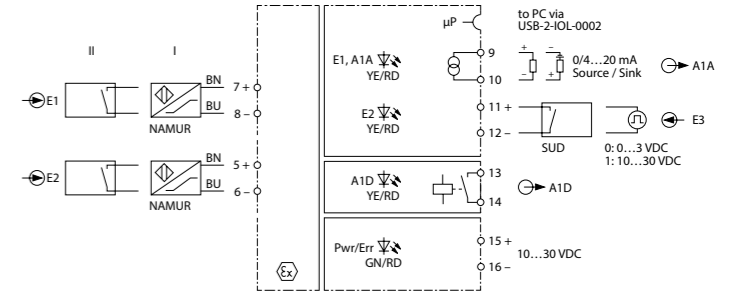 to PC via
USB-2-IOL-0002
µP
II
I
E1, A1A
YE/RD
9
10
+
–
–
+
0/4…20 mA
Source / Sink
A1A
E1
BN
7 +
BU
8 –
NAMUR
E2
YE/RD
11 +
12 –
SUD
0: 0…3 VDC
1: 10…30 VDC
E3
E2
BN
5 +
BU
6 –
NAMUR
A1D
YE/RD
13
14
A1D
Pwr/Err
GN/RD
15 +
16 –
10…30 VDC
εx